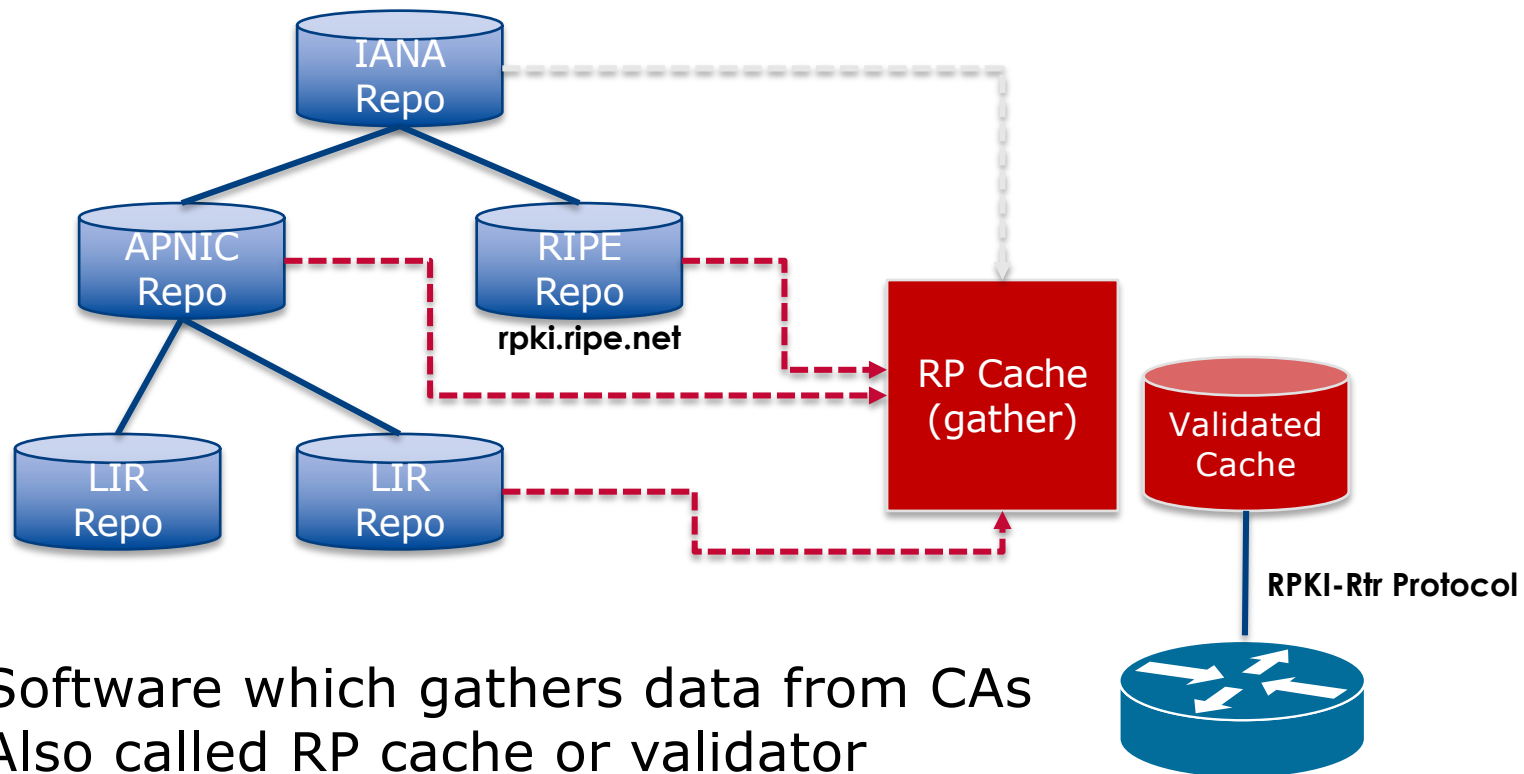 IANA
Repo
APNIC
Repo
RIPE
Repo
rpki.ripe.net
LIR
Repo
LIR
Repo
RP Cache
(gather)
Validated
Cache
RPKI-Rtr Protocol
Software which gathers data from CAs
Also called RP cache or validator